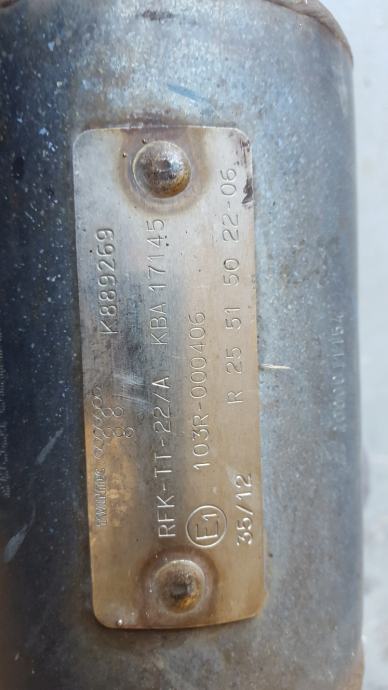 K889269
RFK-TT-22/A KBA 17145
E1 103R-000406
35/12 R 25 51 50 22-06